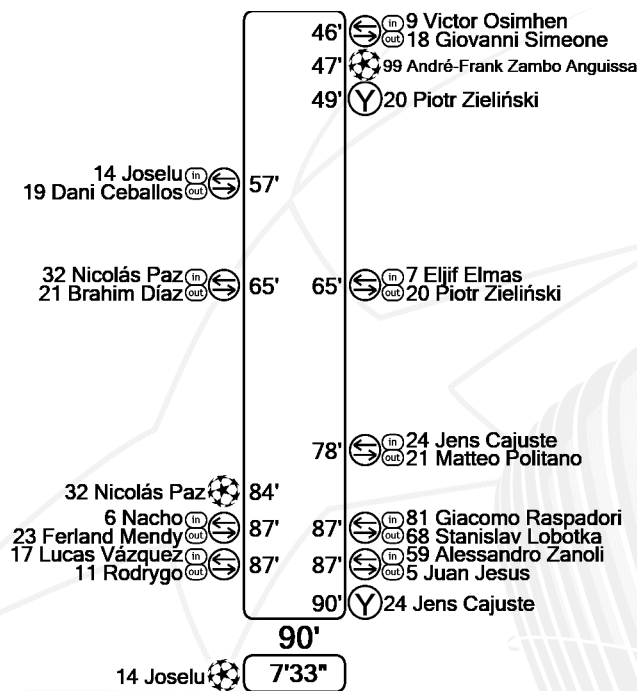 46' in 9 Victor Osimhen
out 18 Giovanni Simeone
47' 99 André-Frank Zambo Anguissa
49' Y 20 Piotr Zieliński
14 Joselu in
19 Dani Ceballos out 57'
32 Nicolás Paz in
21 Brahim Díaz out 65'
65' in 7 Eljif Elmas
out 20 Piotr Zieliński
78' in 24 Jens Cajuste
out 21 Matteo Politano
32 Nicolás Paz 84'
6 Nacho in
23 Ferland Mendy out 87'
87' in 81 Giacomo Raspadori
out 68 Stanislav Lobotka
17 Lucas Vázquez in
11 Rodrygo out 87'
87' in 59 Alessandro Zanoli
out 5 Juan Jesus
90' Y 24 Jens Cajuste
90'
14 Joselu 7'33"